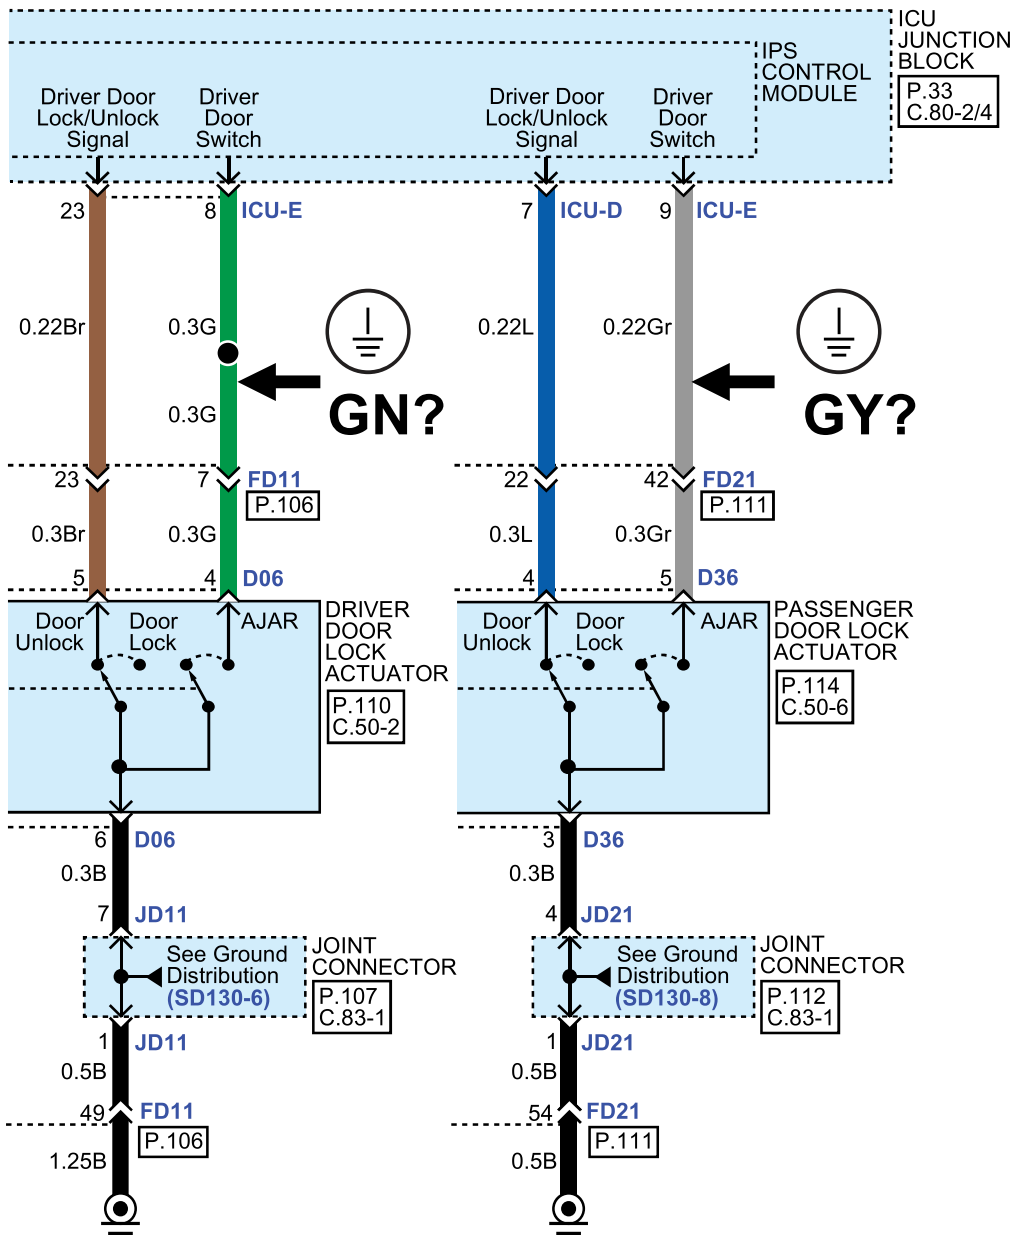 ICU
JUNCTION
BLOCK
P.33
C.80-2/4
IPS
CONTROL
MODULE
Driver Door
Lock/Unlock
Signal
Driver
Door
Switch
Driver Door
Lock/Unlock
Signal
Driver
Door
Switch
23
8
ICU-E
7
ICU-D
9
ICU-E
0.22Br
0.3G
0.22L
0.22Gr
GN?
GY?
0.3G
23
7
FD11
P.106
22
42
FD21
P.111
0.3Br
0.3G
0.3L
0.3Gr
5
4
D06
4
5
D36
Door
Unlock
Door
Lock
AJAR
DRIVER
DOOR
LOCK
ACTUATOR
P.110
C.50-2
Door
Unlock
Door
Lock
AJAR
PASSENGER
DOOR LOCK
ACTUATOR
P.114
C.50-6
6
D06
3
D36
0.3B
0.3B
7
JD11
4
JD21
See Ground
Distribution
(SD130-6)
JOINT
CONNECTOR
P.107
C.83-1
See Ground
Distribution
(SD130-8)
JOINT
CONNECTOR
P.112
C.83-1
1
JD11
1
JD21
0.5B
0.5B
49
FD11
P.106
54
FD21
P.111
1.25B
0.5B